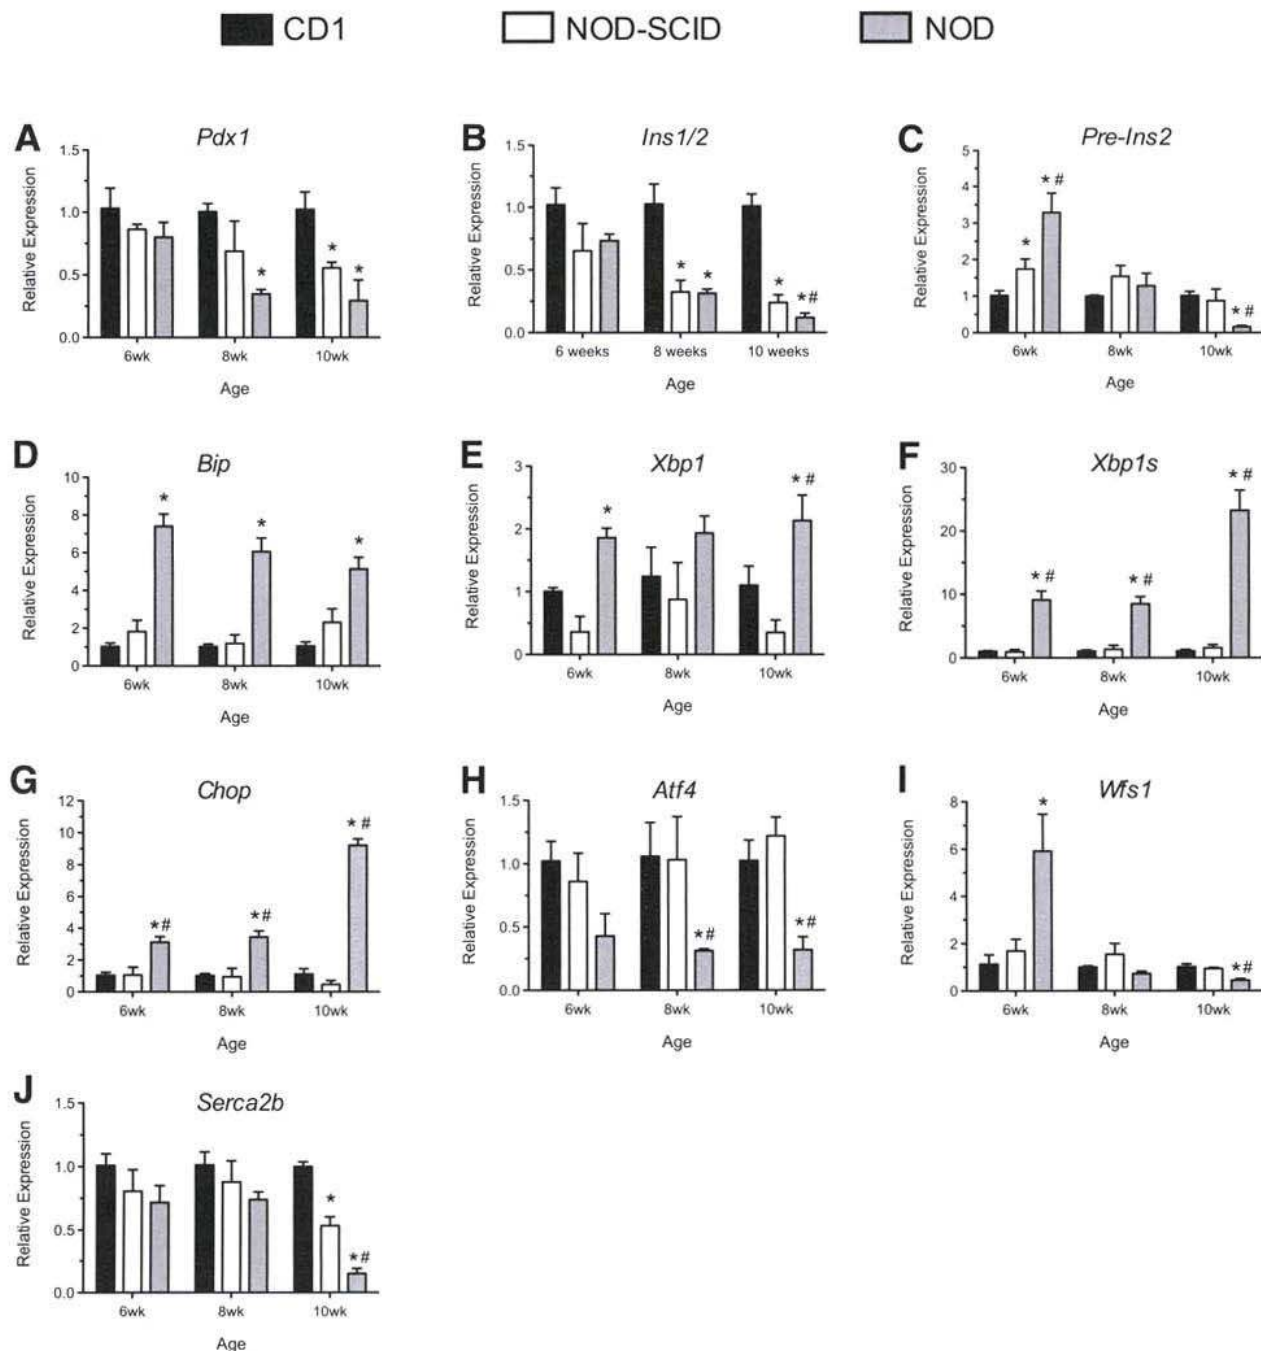 CD1 NOD-SCID NOD
A Pdx1
Relative Expression
1.5
1.0
0.5
0.0
*
*
*
6wk 8wk 10wk
Age
B Ins1/2
Relative Expression
1.5
1.0
0.5
0.0
* *
* *#
6 weeks 8 weeks 10 weeks
Age
C Pre-Ins2
Relative Expression
5
4
3
2
1
0
* * #
* #
6wk 8wk 10wk
Age
D Bip
Relative Expression
10
8
6
4
2
0
*
*
*
6wk 8wk 10wk
Age
E Xbp1
Relative Expression
3
2
1
0
*
* #
6wk 8wk 10wk
Age
F Xbp1s
Relative Expression
30
20
10
0
* #
* #
* #
6wk 8wk 10wk
Age
G Chop
Relative Expression
12
10
8
6
4
2
0
*#
*#
* #
6wk 8wk 10wk
Age
H Atf4
Relative Expression
1.5
1.0
0.5
0.0
*#
*#
6wk 8wk 10wk
Age
I Wfs1
Relative Expression
8
6
4
2
0
*
*#
6wk 8wk 10wk
Age
J Serca2b
Relative Expression
1.5
1.0
0.5
0.0
*
*#
6wk 8wk 10wk
Age